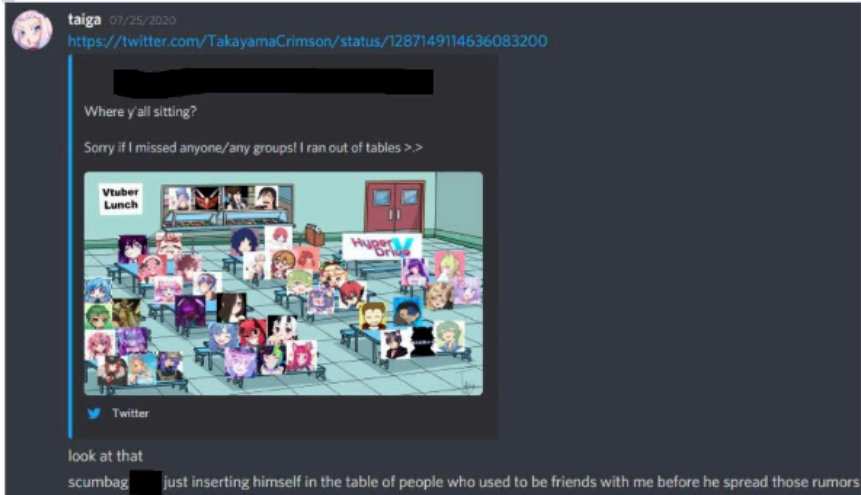 taiga 07/25/2020
https://twitter.com/TakayamaCrimson/status/1287149114636083200
Where y'all sitting?
Sorry if I missed anyone/any groups! I ran out of tables >.>
Vtuber
Lunch
Hyper
Drive
Twitter
look at that
scumbag just inserting himself in the table of people who used to be friends with me before he spread those rumors